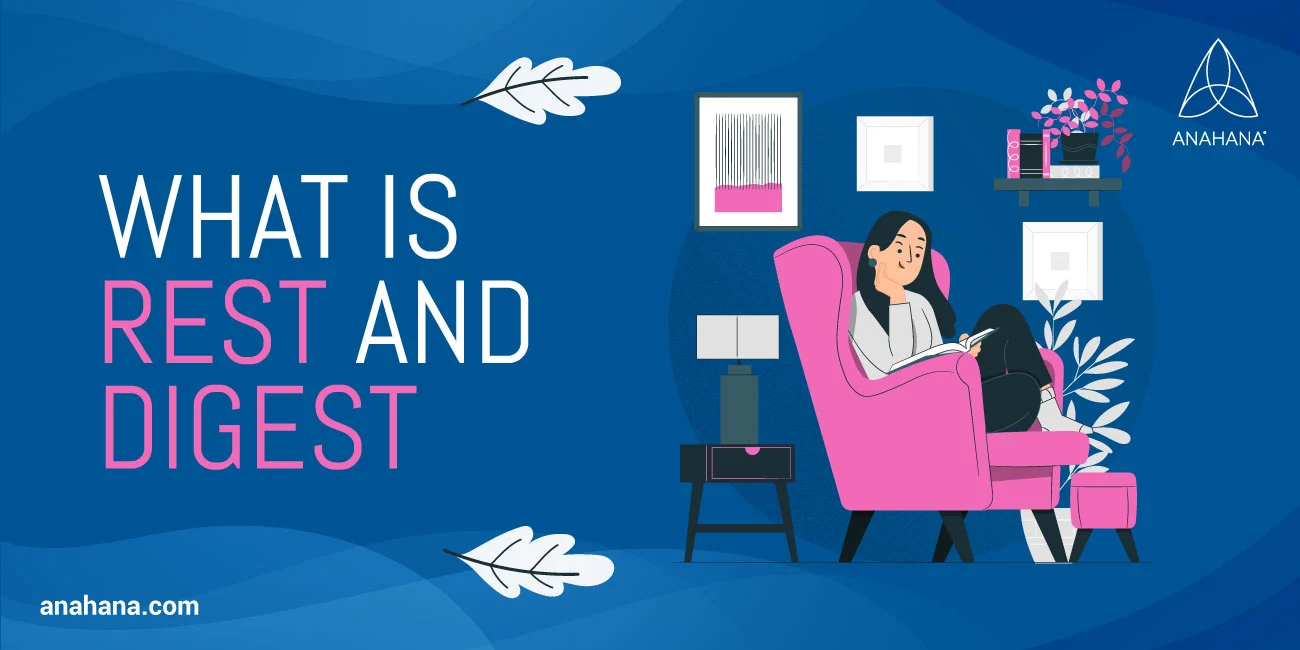 WHAT IS
REST AND
DIGEST
ANAHANA®
anahana.com